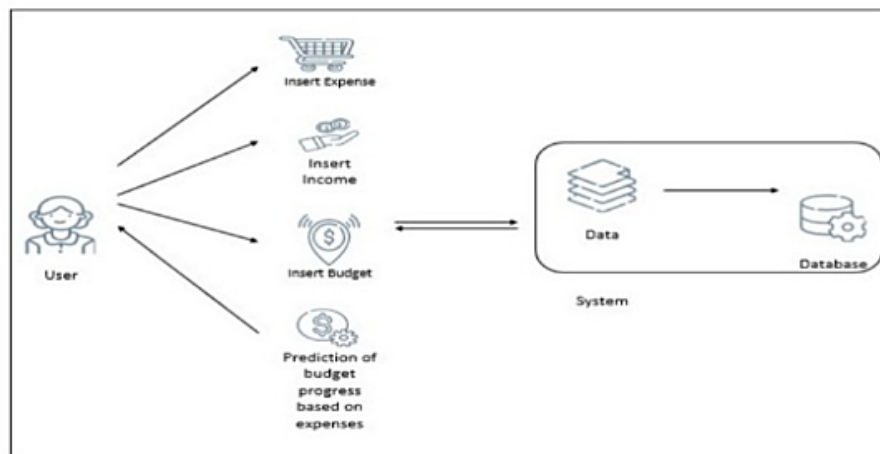 Insert Expense
Insert
Income
User
Insert Budget
Prediction of
budget
progress
based on
expenses
Data
Database
System